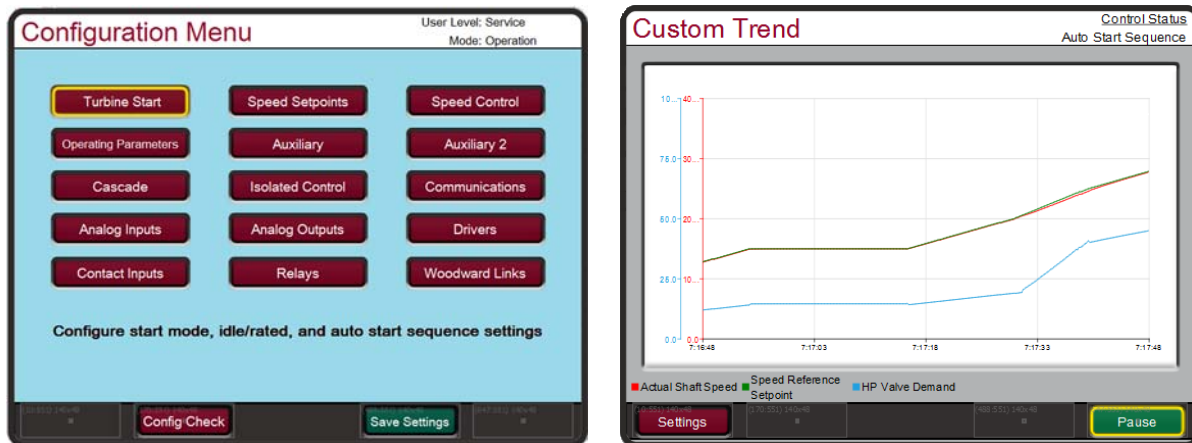 Configuration Menu
User Level: Service
Mode: Operation
Turbine Start
Speed Setpoints
Speed Control
Operating Parameters
Auxiliary
Auxiliary 2
Cascade
Isolated Control
Communications
Analog Inputs
Analog Outputs
Drivers
Contact Inputs
Relays
Woodward Links
Configure start mode, idle/rated, and auto start sequence settings
Config Check
Save Settings
Custom Trend
Control Status
Auto Start Sequence
10... 40...
75.0 30...
50.0 20...
25.0 10...
0.0 0.0
7:16:48 7:17:03 7:17:18 7:17:33 7:17:48
Actual Shaft Speed
Speed Reference
Setpoint
HP Valve Demand
Settings
(170:551) 140x48
Pause